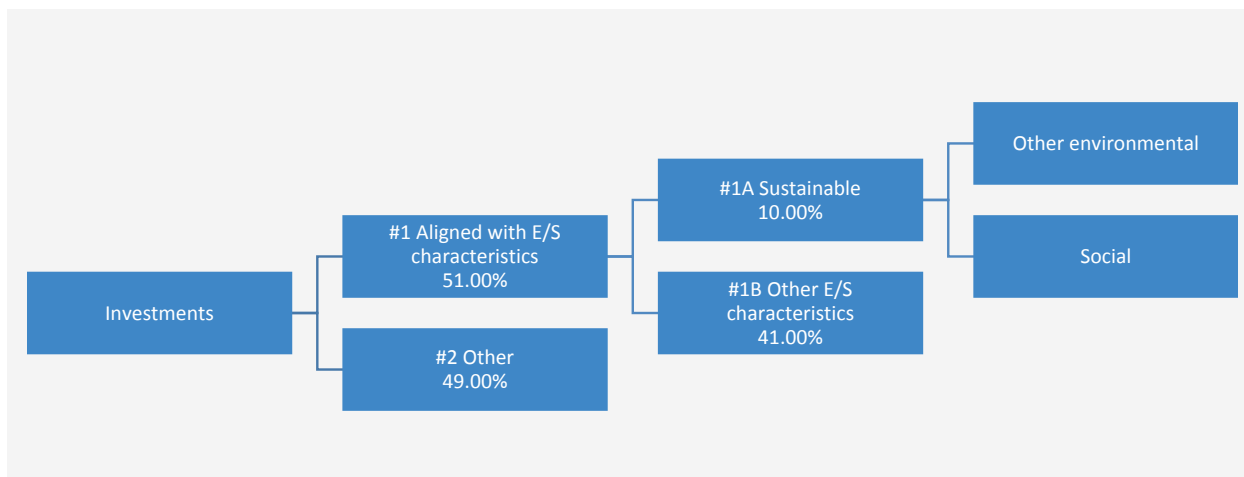 Investments
#1 Aligned with E/S
characteristics
51.00%
#2 Other
49.00%
#1A Sustainable
10.00%
#1B Other E/S
characteristics
41.00%
Other environmental
Social